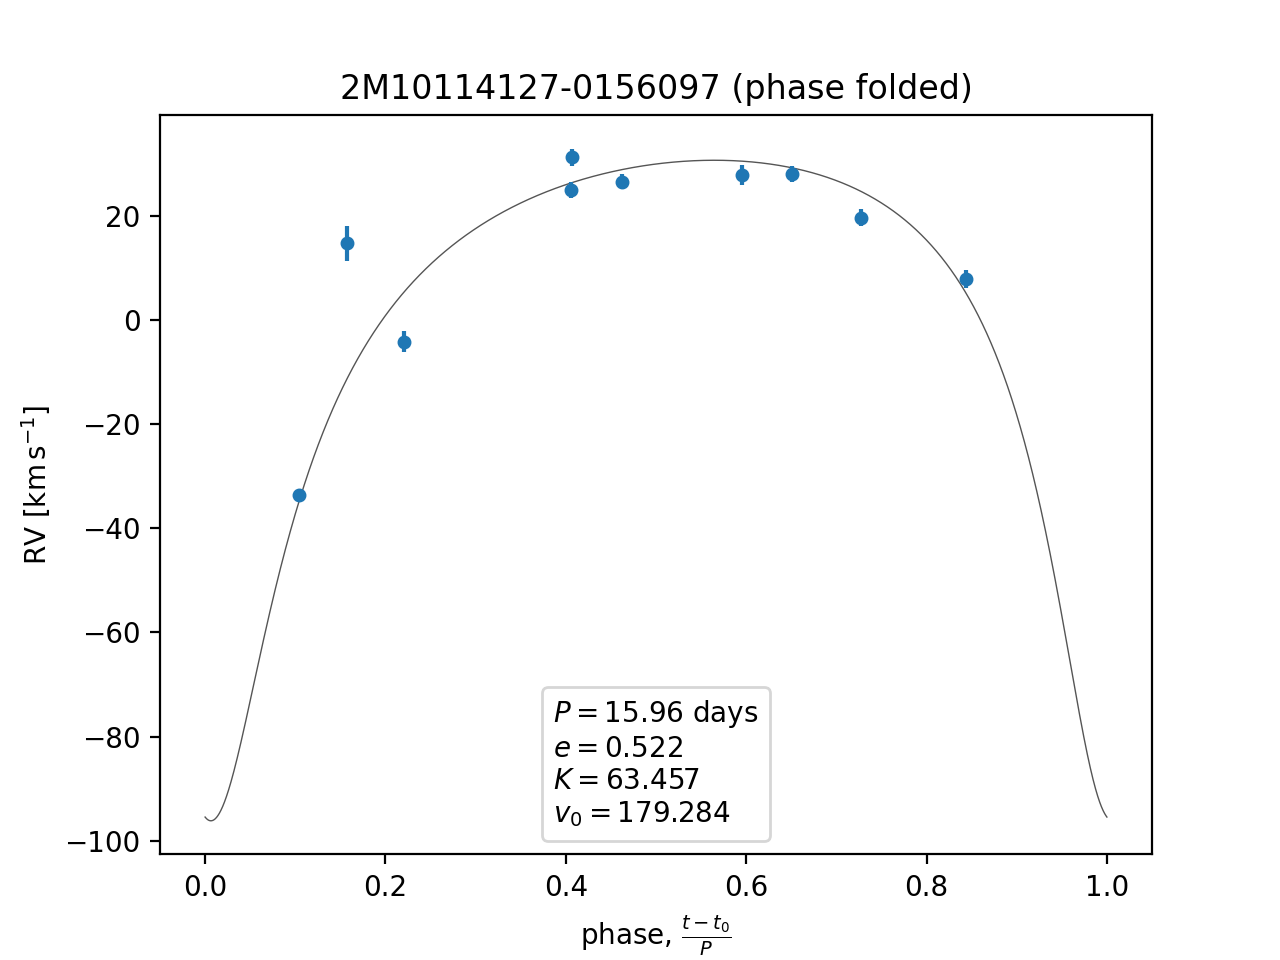 2M10114127-0156097 (phase folded)
20
0
−20
−40
−60
−80
−100
RV [km s⁻¹]
P = 15.96 days
e = 0.522
K = 63.457
v₀ = 179.284
0.0 0.2 0.4 0.6 0.8 1.0
phase, (t − t₀)/P